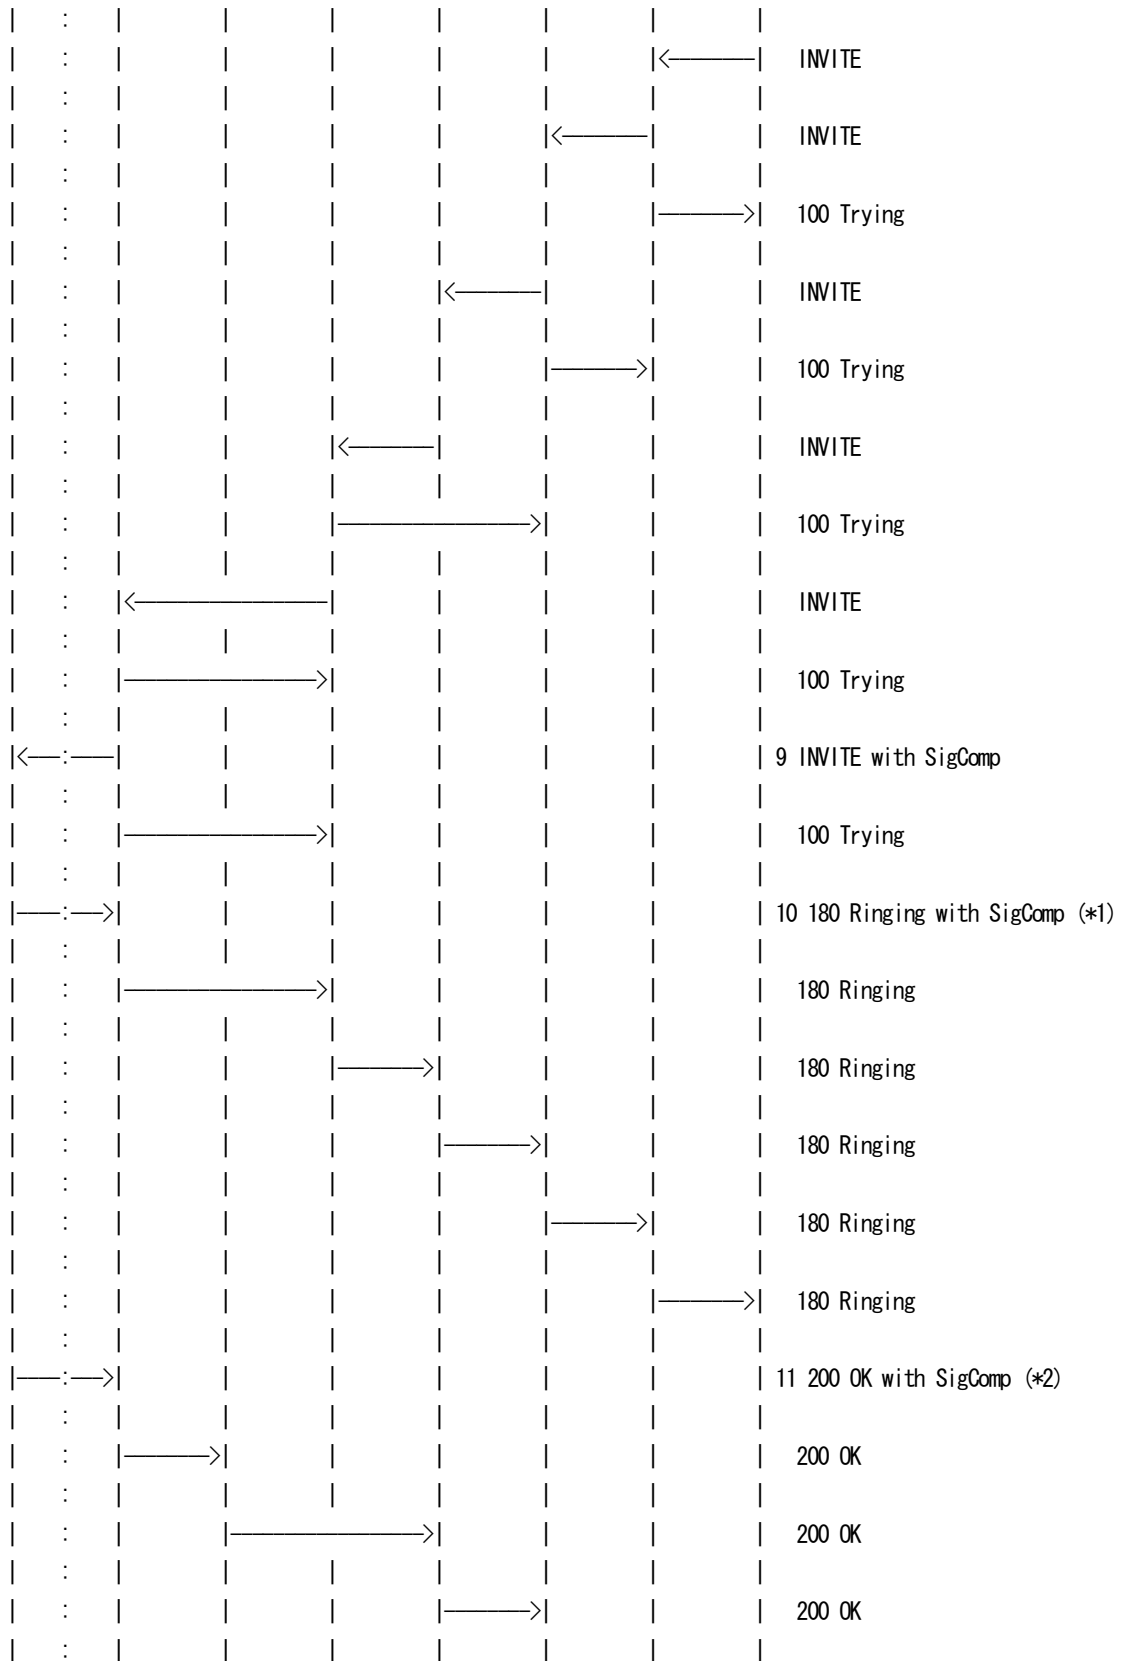 INVITE
INVITE
100 Trying
INVITE
100 Trying
INVITE
100 Trying
INVITE
100 Trying
9 INVITE with SigComp
100 Trying
10 180 Ringing with SigComp (*1)
180 Ringing
180 Ringing
180 Ringing
180 Ringing
180 Ringing
11 200 OK with SigComp (*2)
200 OK
200 OK
200 OK